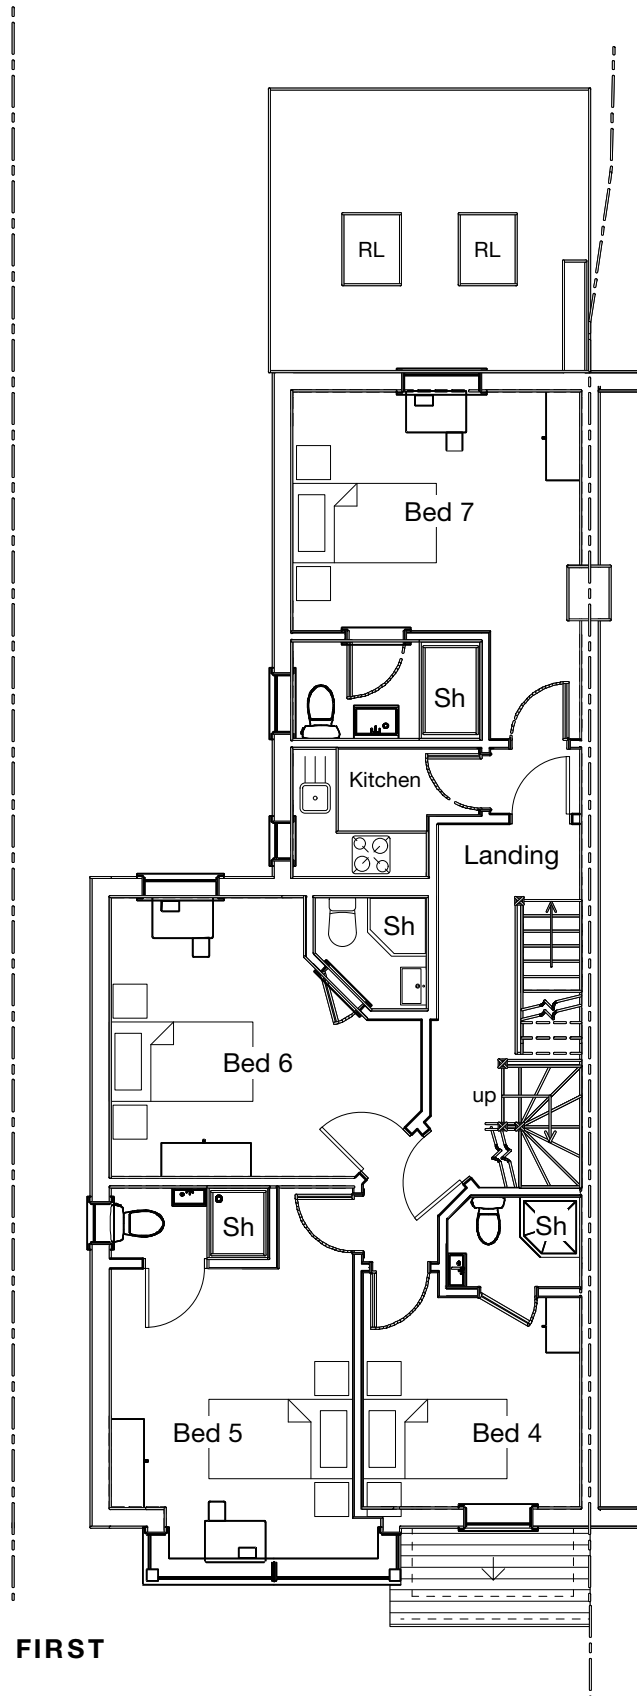 RL RL
Bed 7
Sh
Kitchen
Landing
Sh
Bed 6
up
Sh Sh
Bed 5 Bed 4
FIRST